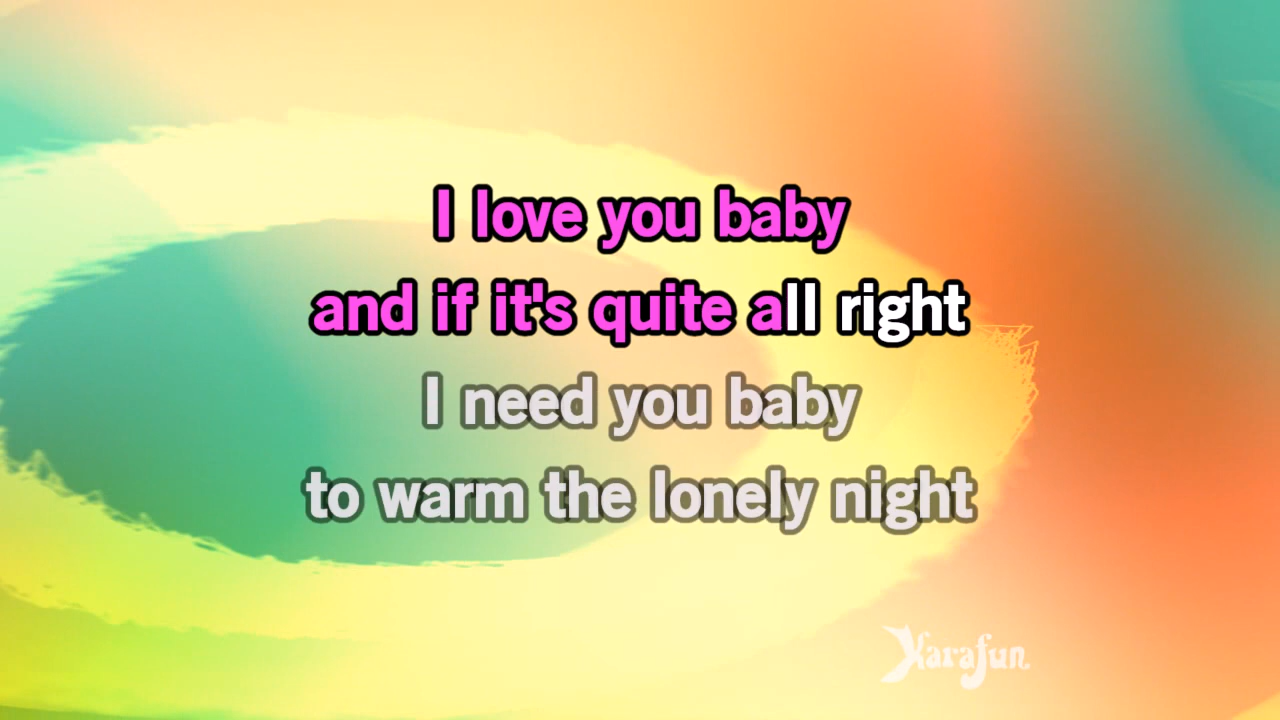 I love you baby
and if it's quite all right
I need you baby
to warm the lonely night
Karafun